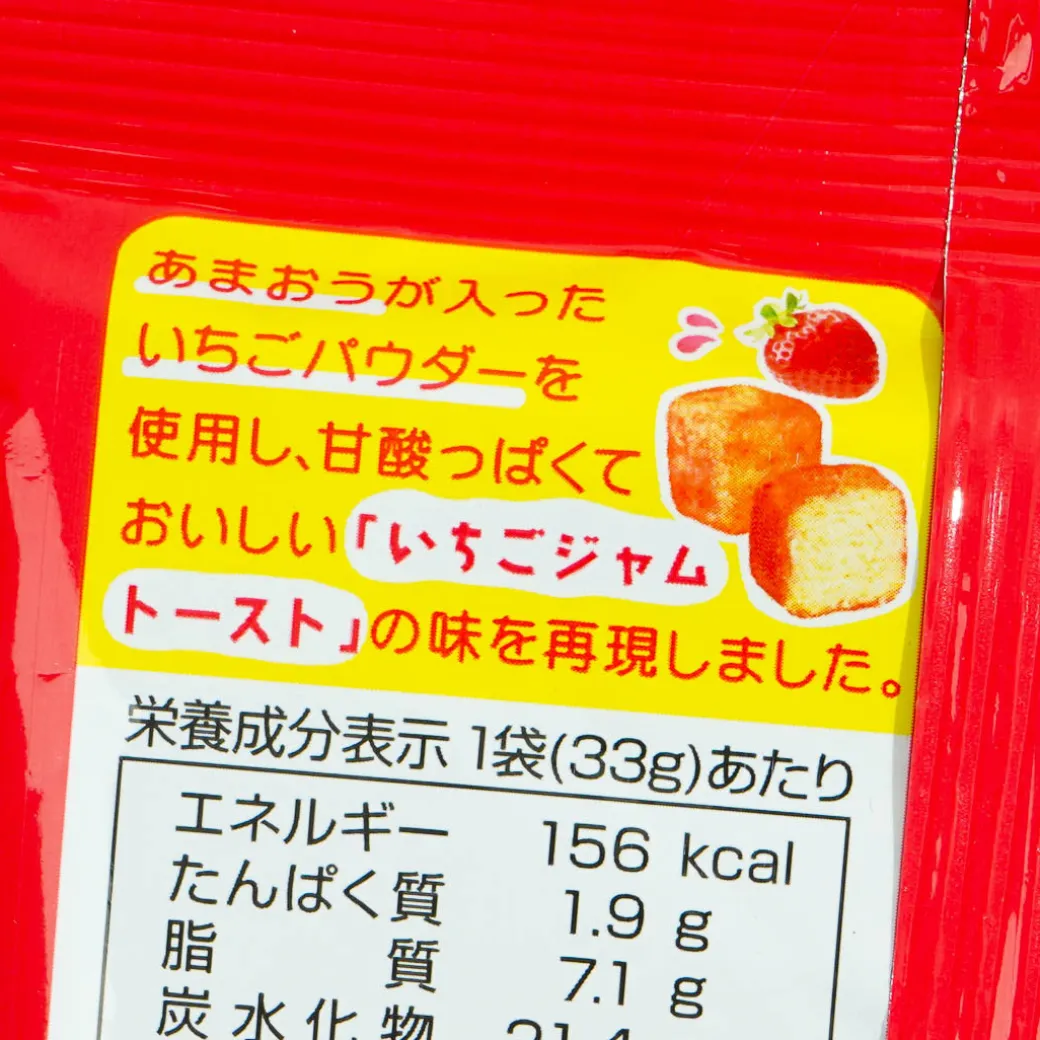 あまおうが入った
いちごパウダーを
使用し、甘酸っぱくて
おいしい「いちごジャム
トースト」の味を再現しました。
栄養成分表示 1袋(33g)あたり
エネルギー 156 kcal
たんぱく質 1.9 g
脂質 7.1 g
炭水化物